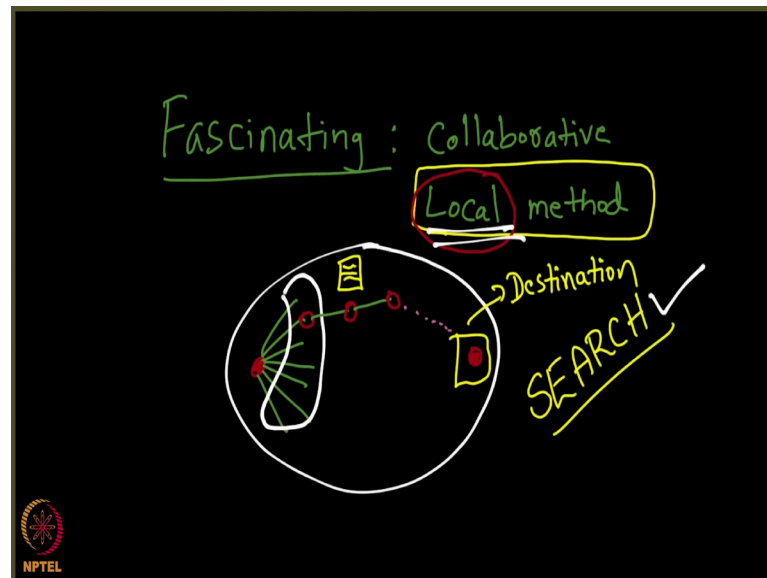 Fascinating : Collaborative
Local method
Destination
SEARCH
NPTEL